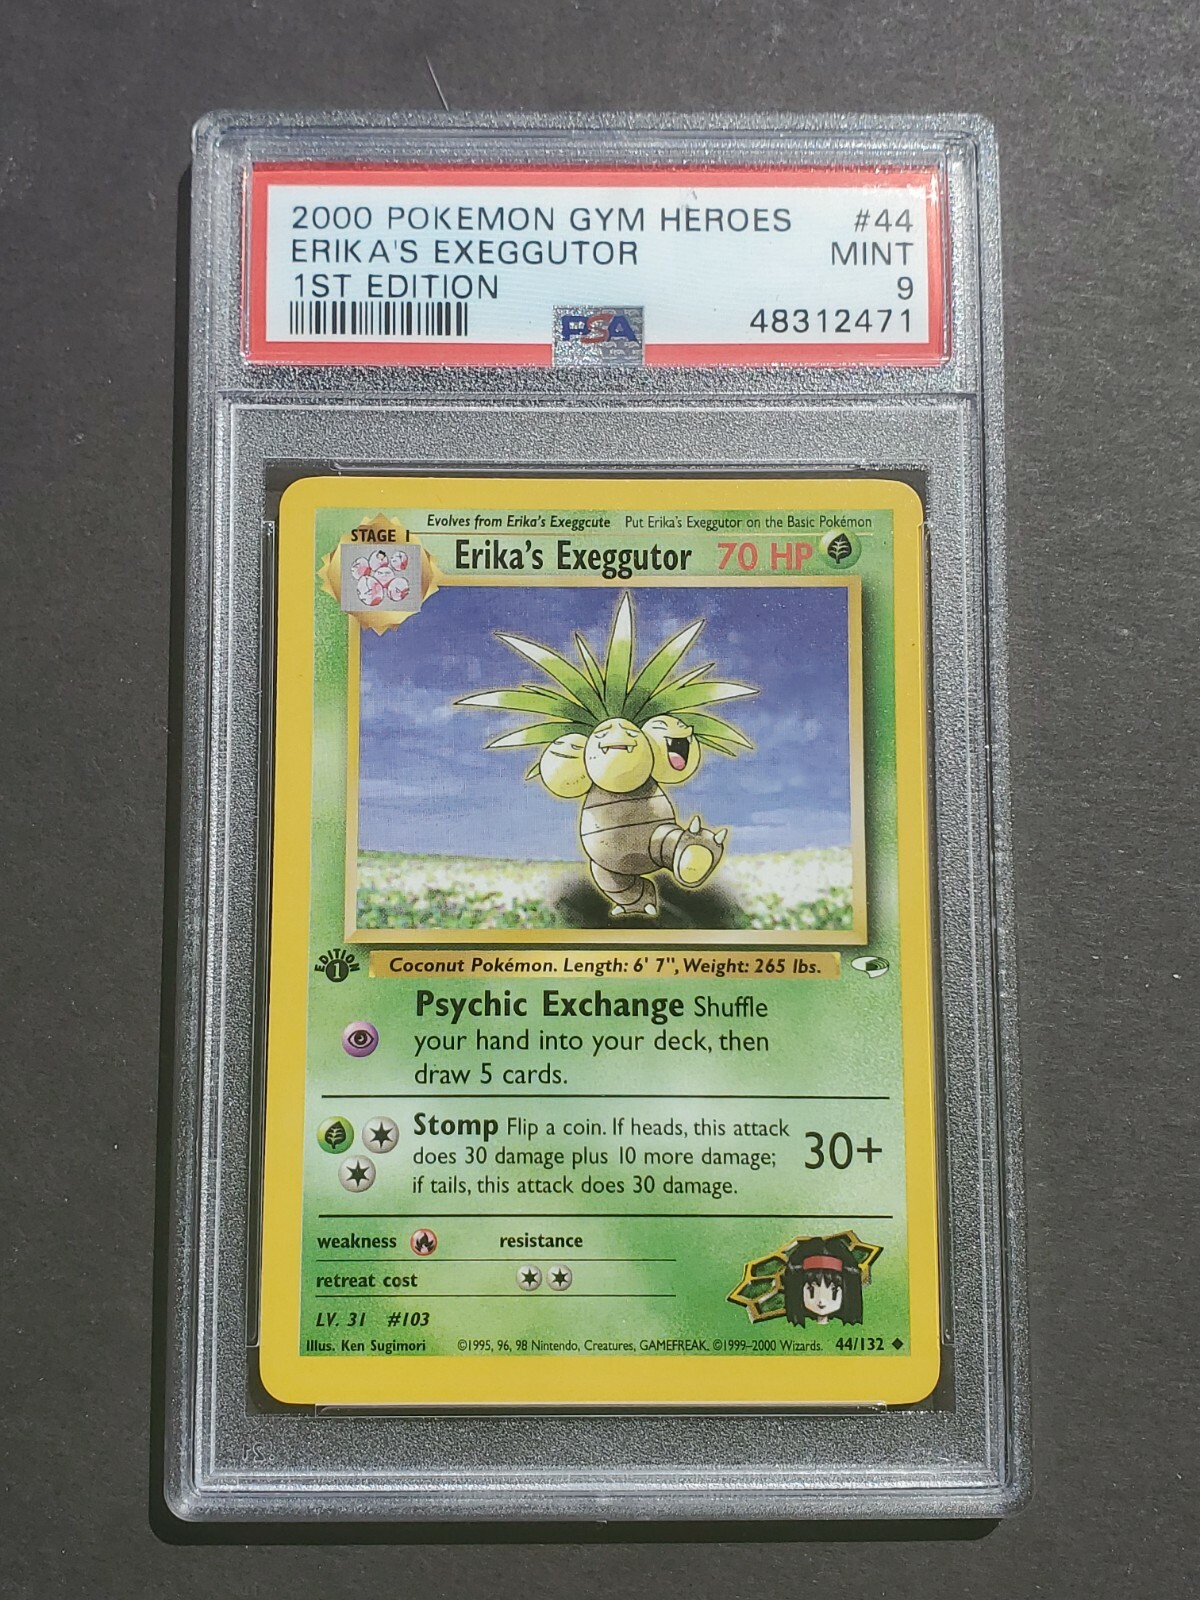 2000 POKEMON GYM HEROES #44
ERIKA'S EXEGGUTOR MINT
1ST EDITION 9
PSA 48312471
STAGE 1
Evolves from Erika's Exeggcute Put Erika's Exeggutor on the Basic Pokémon
Erika's Exeggutor 70 HP
EDITION 1
Coconut Pokémon. Length: 6' 7", Weight: 265 lbs.
Psychic Exchange Shuffle
your hand into your deck, then
draw 5 cards.
Stomp Flip a coin. If heads, this attack
does 30 damage plus 10 more damage;
if tails, this attack does 30 damage.
30+
weakness resistance
retreat cost
LV. 31 #103
Illus. Ken Sugimori ©1995, 96, 98 Nintendo, Creatures, GAMEFREAK. ©1999-2000 Wizards. 44/132